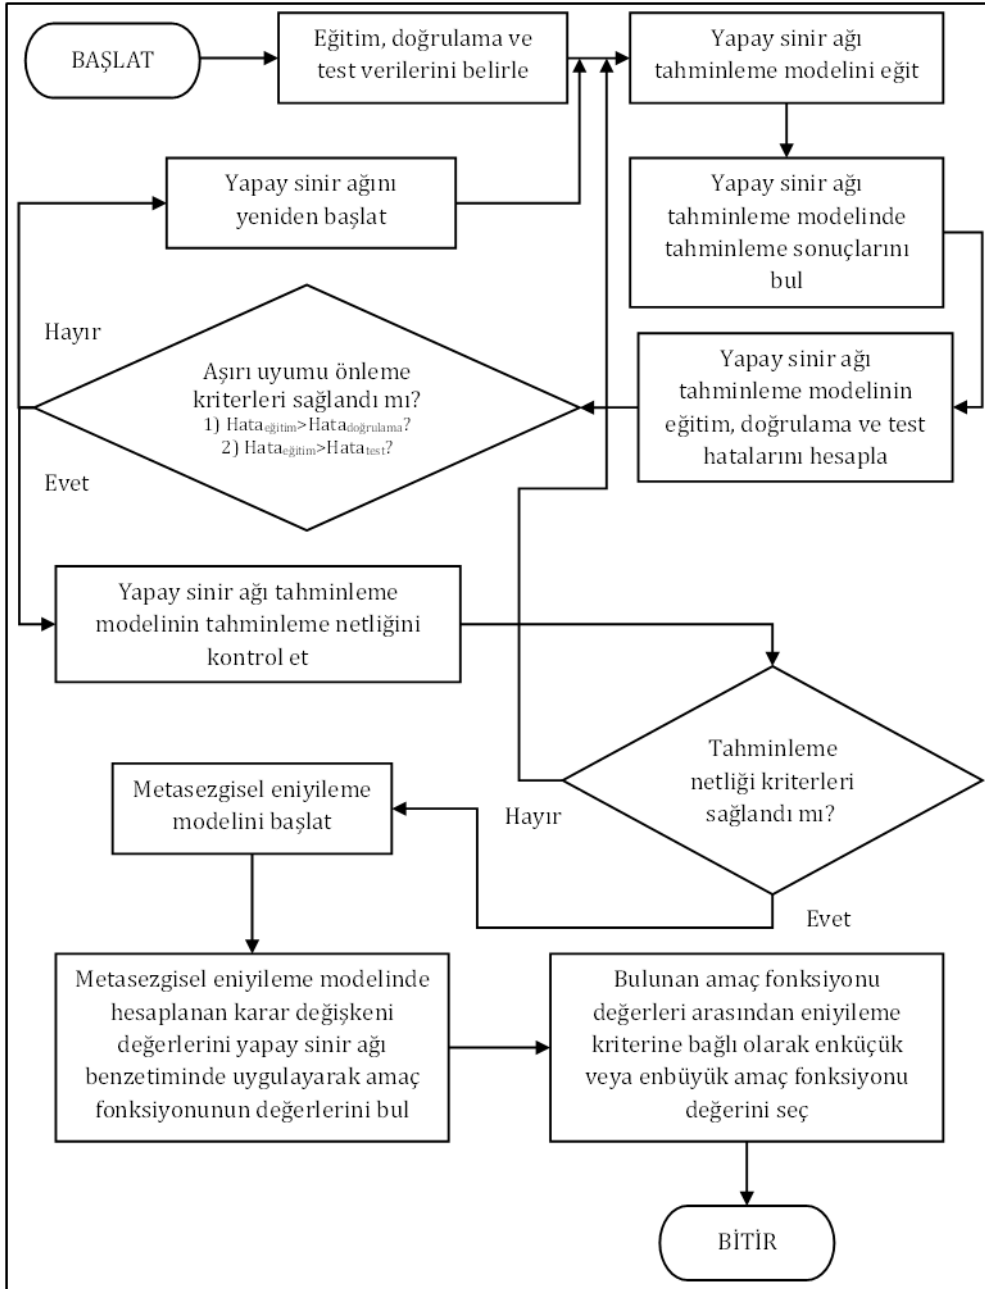 BAŞLAT
Eğitim, doğrulama ve
test verilerini belirle
Yapay sinir ağı
tahminleme modelini eğit
Yapay sinir ağını
yeniden başlat
Yapay sinir ağı
tahminleme modelinde
tahminleme sonuçlarını
bul
Hayır
Aşırı uyumu önleme
kriterleri sağlandı mı?
1) Hataeğitim>Hatadoğrulama?
2) Hataeğitim>Hatatest?
Evet
Yapay sinir ağı
tahminleme modelinin
eğitim, doğrulama ve test
hatalarını hesapla
Yapay sinir ağı tahminleme
modelinin tahminleme netliğini
kontrol et
Tahminleme
netliği kriterleri
sağlandı mı?
Hayır
Evet
Metasezgisel eniyileme
modelini başlat
Metasezgisel eniyileme modelinde
hesaplanan karar değişkeni
değerlerini yapay sinir ağı
benzetiminde uygulayarak amaç
fonksiyonunun değerlerini bul
Bulunan amaç fonksiyonu
değerleri arasından eniyileme
kriterine bağlı olarak enküçük
veya enbüyük amaç fonksiyonu
değerini seç
BİTİR